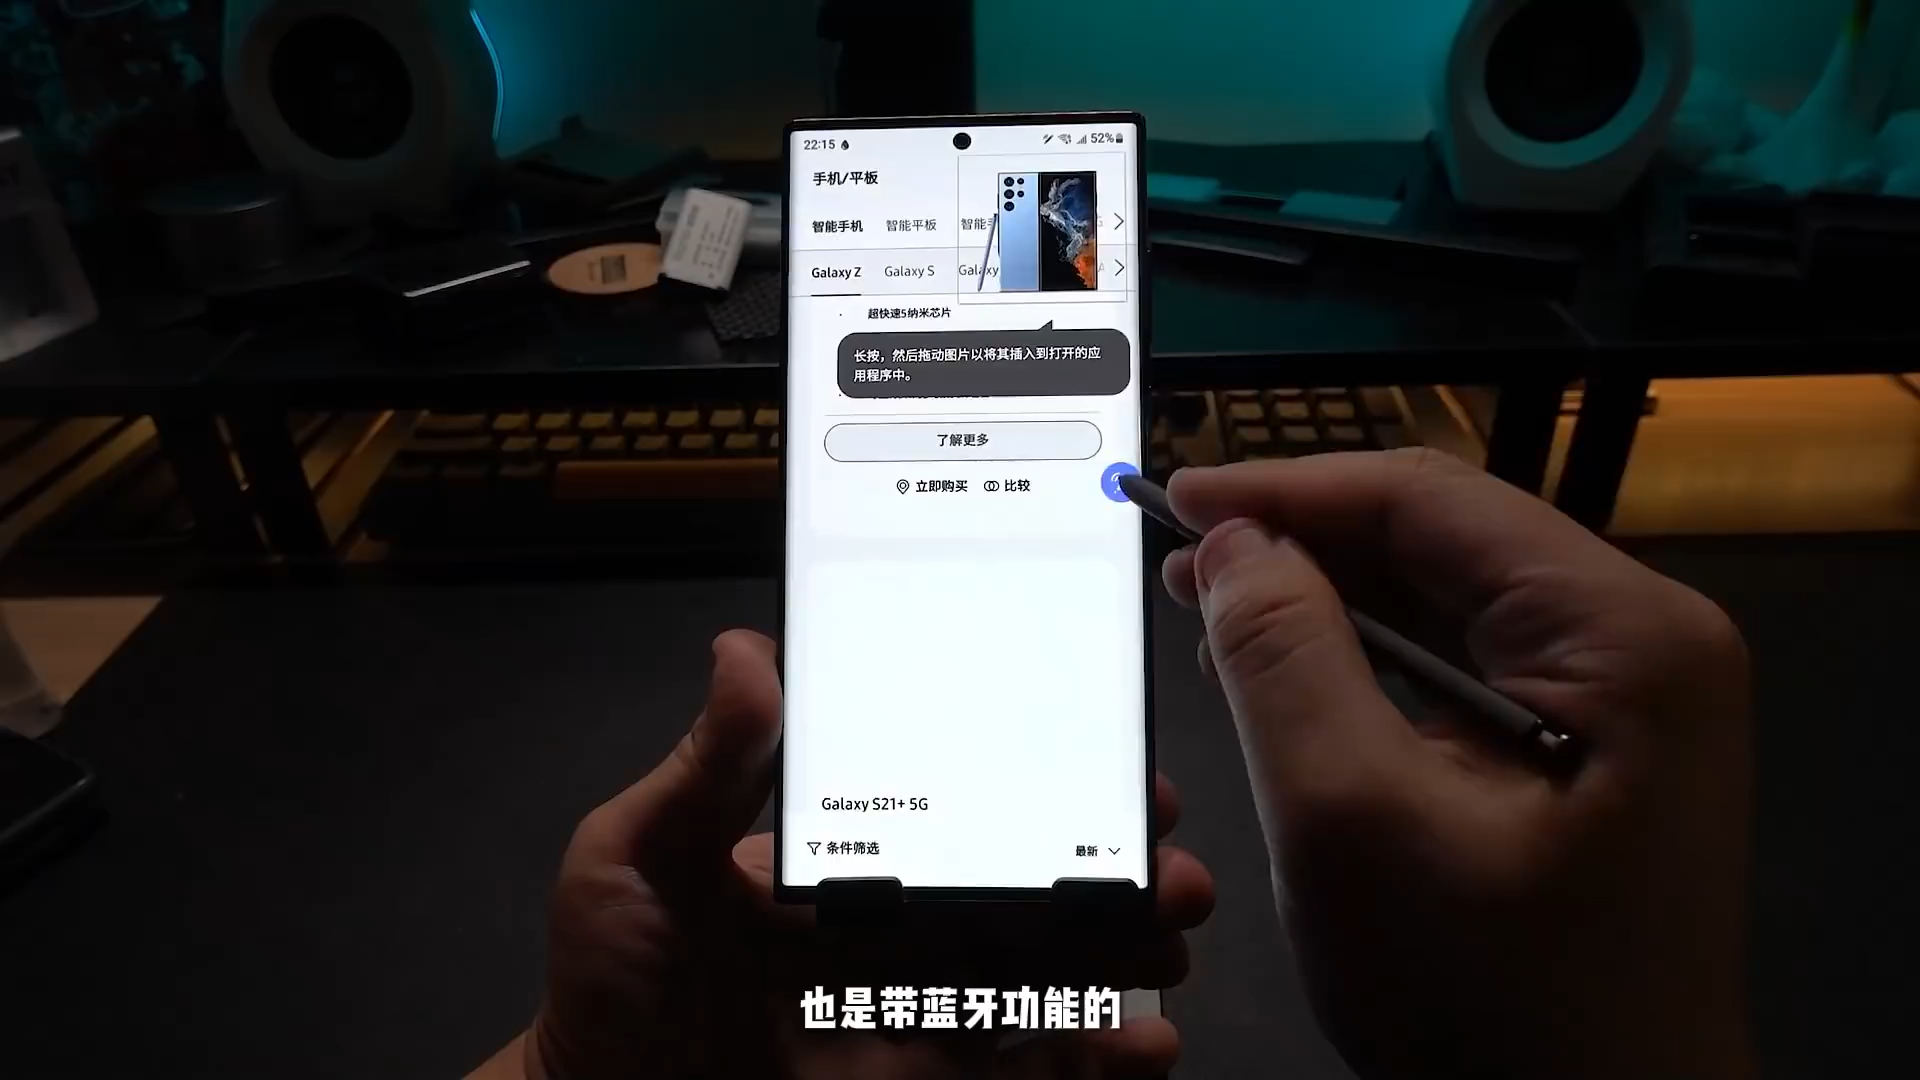 22:15
52%
手机/平板
智能手机
智能平板
智能
Galaxy Z
Galaxy S
Galaxy
超快速5纳米芯片
长按，然后拖动图片以将其插入到打开的应
用程序中。
了解更多
立即购买
比较
Galaxy S21+ 5G
条件筛选
最新
也是带蓝牙功能的